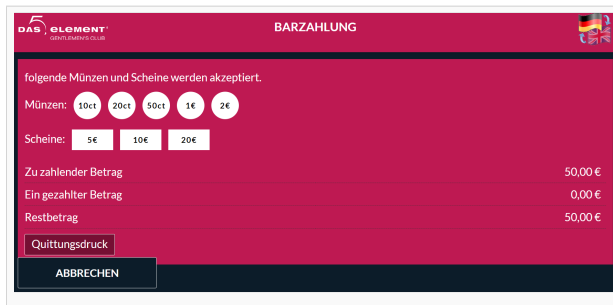 5
DAS ELEMENT
GENTLEMEN'S CLUB
BARZAHLUNG
folgende Münzen und Scheine werden akzeptiert.
Münzen: 10ct 20ct 50ct 1€ 2€
Scheine: 5€ 10€ 20€
Zu zahlender Betrag 50,00 €
Ein gezahlter Betrag 0,00 €
Restbetrag 50,00 €
Quittungsdruck
ABBRECHEN